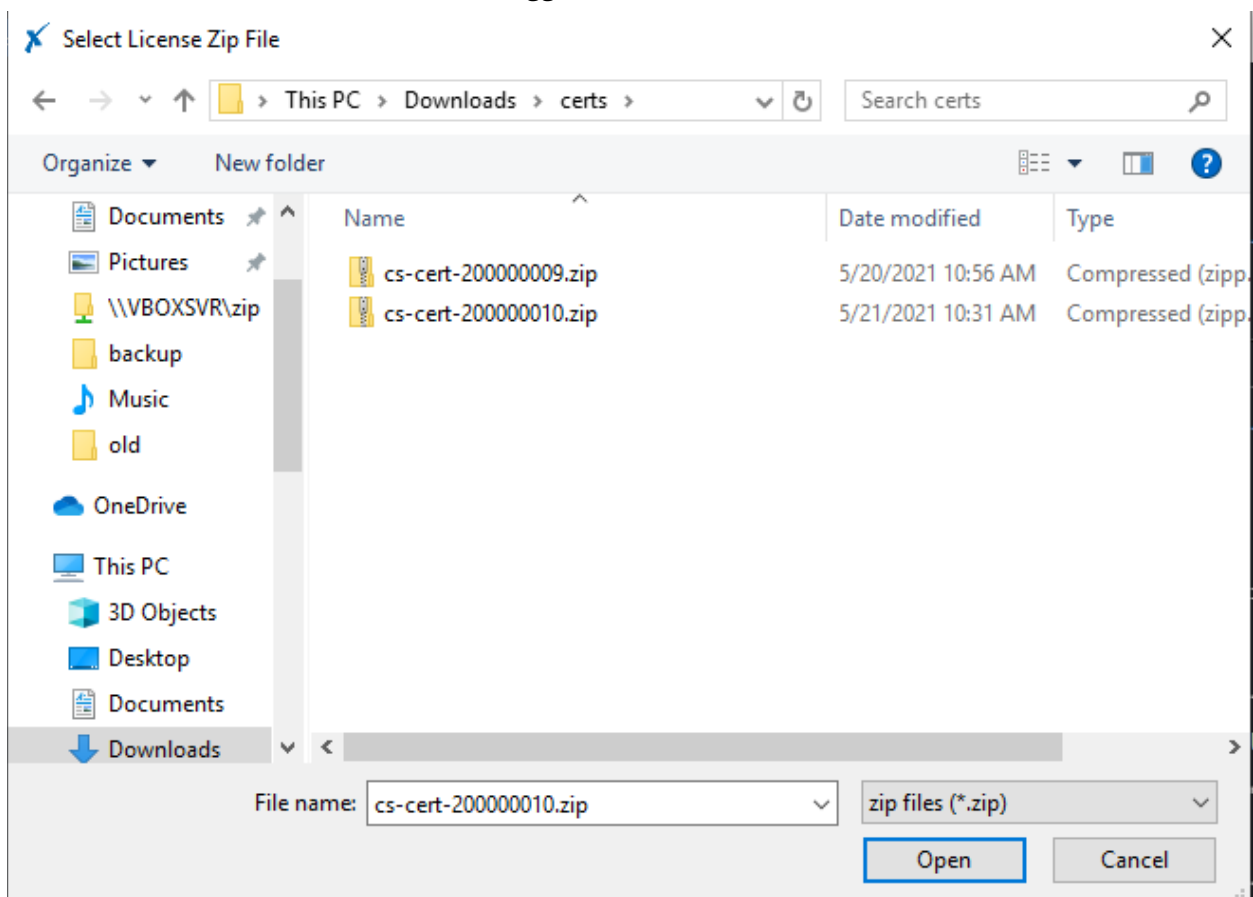 gg
Select License Zip File
This PC > Downloads > certs >
Search certs
Organize
New folder
Name
Date modified
Type
Documents
Pictures
\\VBOXSVR\zip
backup
Music
old
OneDrive
This PC
3D Objects
Desktop
Documents
Downloads
cs-cert-200000009.zip 5/20/2021 10:56 AM Compressed (zipp.
cs-cert-200000010.zip 5/21/2021 10:31 AM Compressed (zipp.
File name: cs-cert-200000010.zip
zip files (*.zip)
Open
Cancel